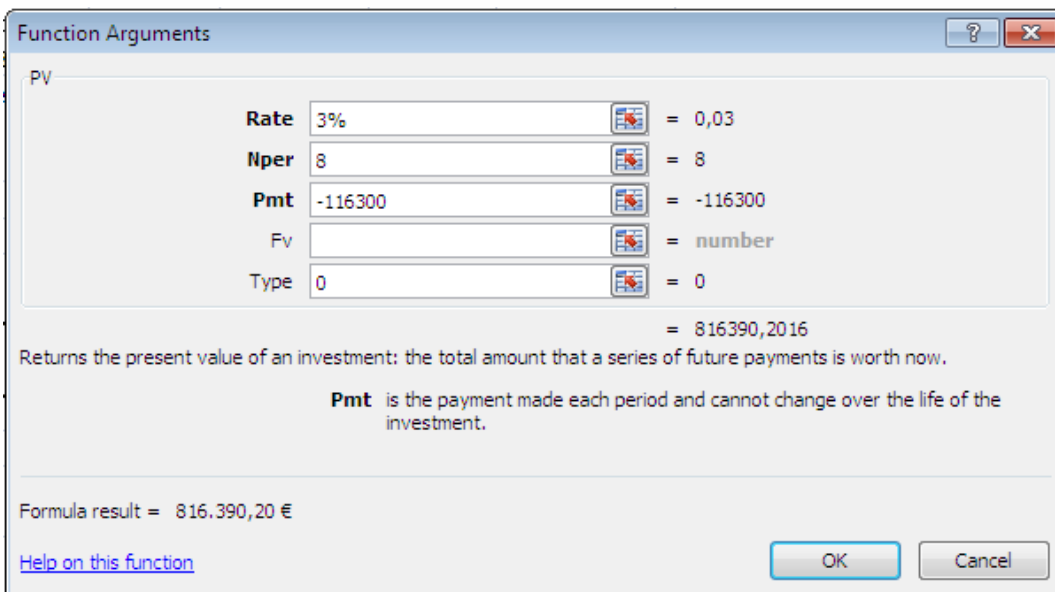 Function Arguments
PV
Rate 3% = 0,03
Nper 8 = 8
Pmt -116300 = -116300
Fv = number
Type 0 = 0
= 816390,2016
Returns the present value of an investment: the total amount that a series of future payments is worth now.
Pmt is the payment made each period and cannot change over the life of the
investment.
Formula result = 816.390,20 €
Help on this function OK Cancel